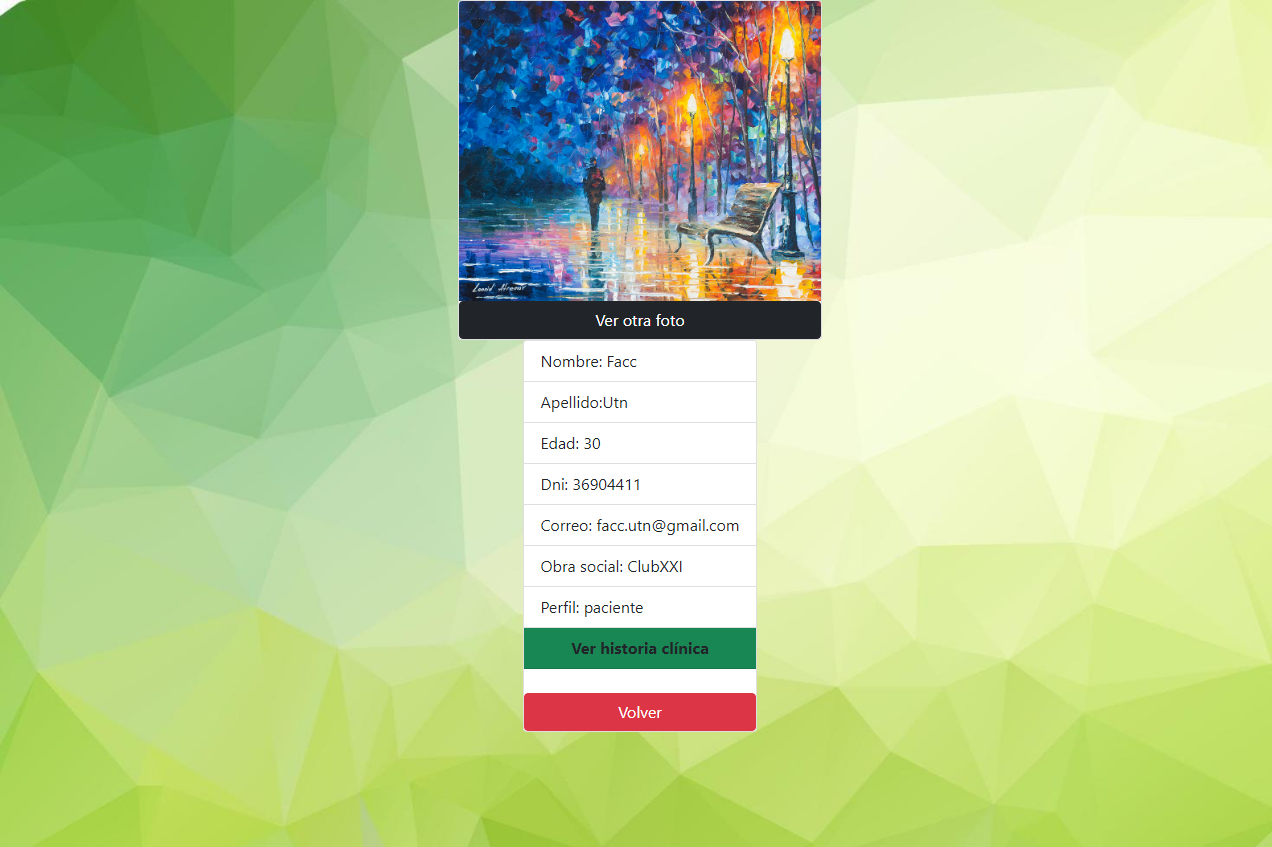 Leonid Afremov
Ver otra foto
Nombre: Facc
Apellido:Utn
Edad: 30
Dni: 36904411
Correo: facc.utn@gmail.com
Obra social: ClubXXI
Perfil: paciente
Ver historia clínica
Volver